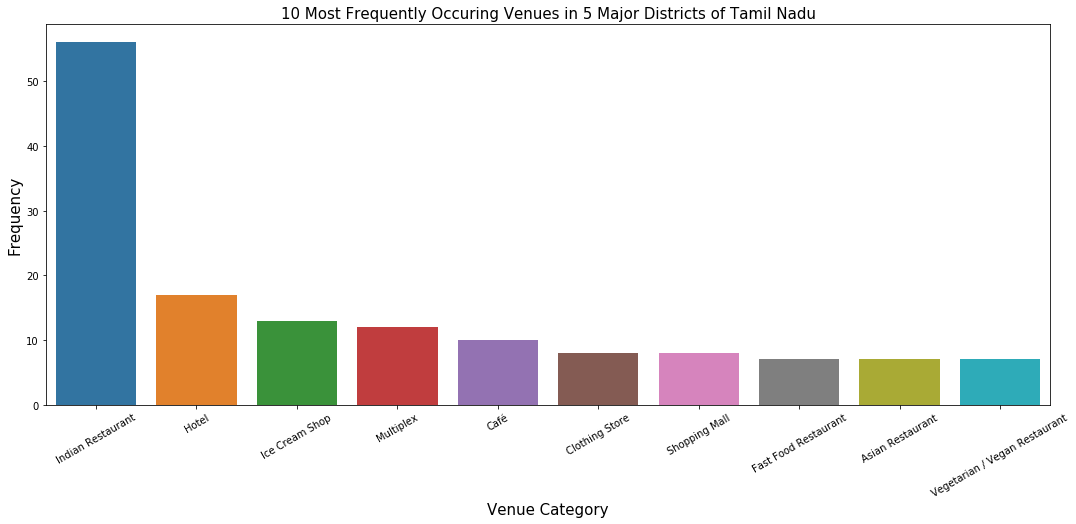 10 Most Frequently Occuring Venues in 5 Major Districts of Tamil Nadu
Frequency
50
40
30
20
10
0
Indian Restaurant
Hotel
Ice Cream Shop
Multiplex
Café
Clothing Store
Shopping Mall
Fast Food Restaurant
Asian Restaurant
Vegetarian / Vegan Restaurant
Venue Category